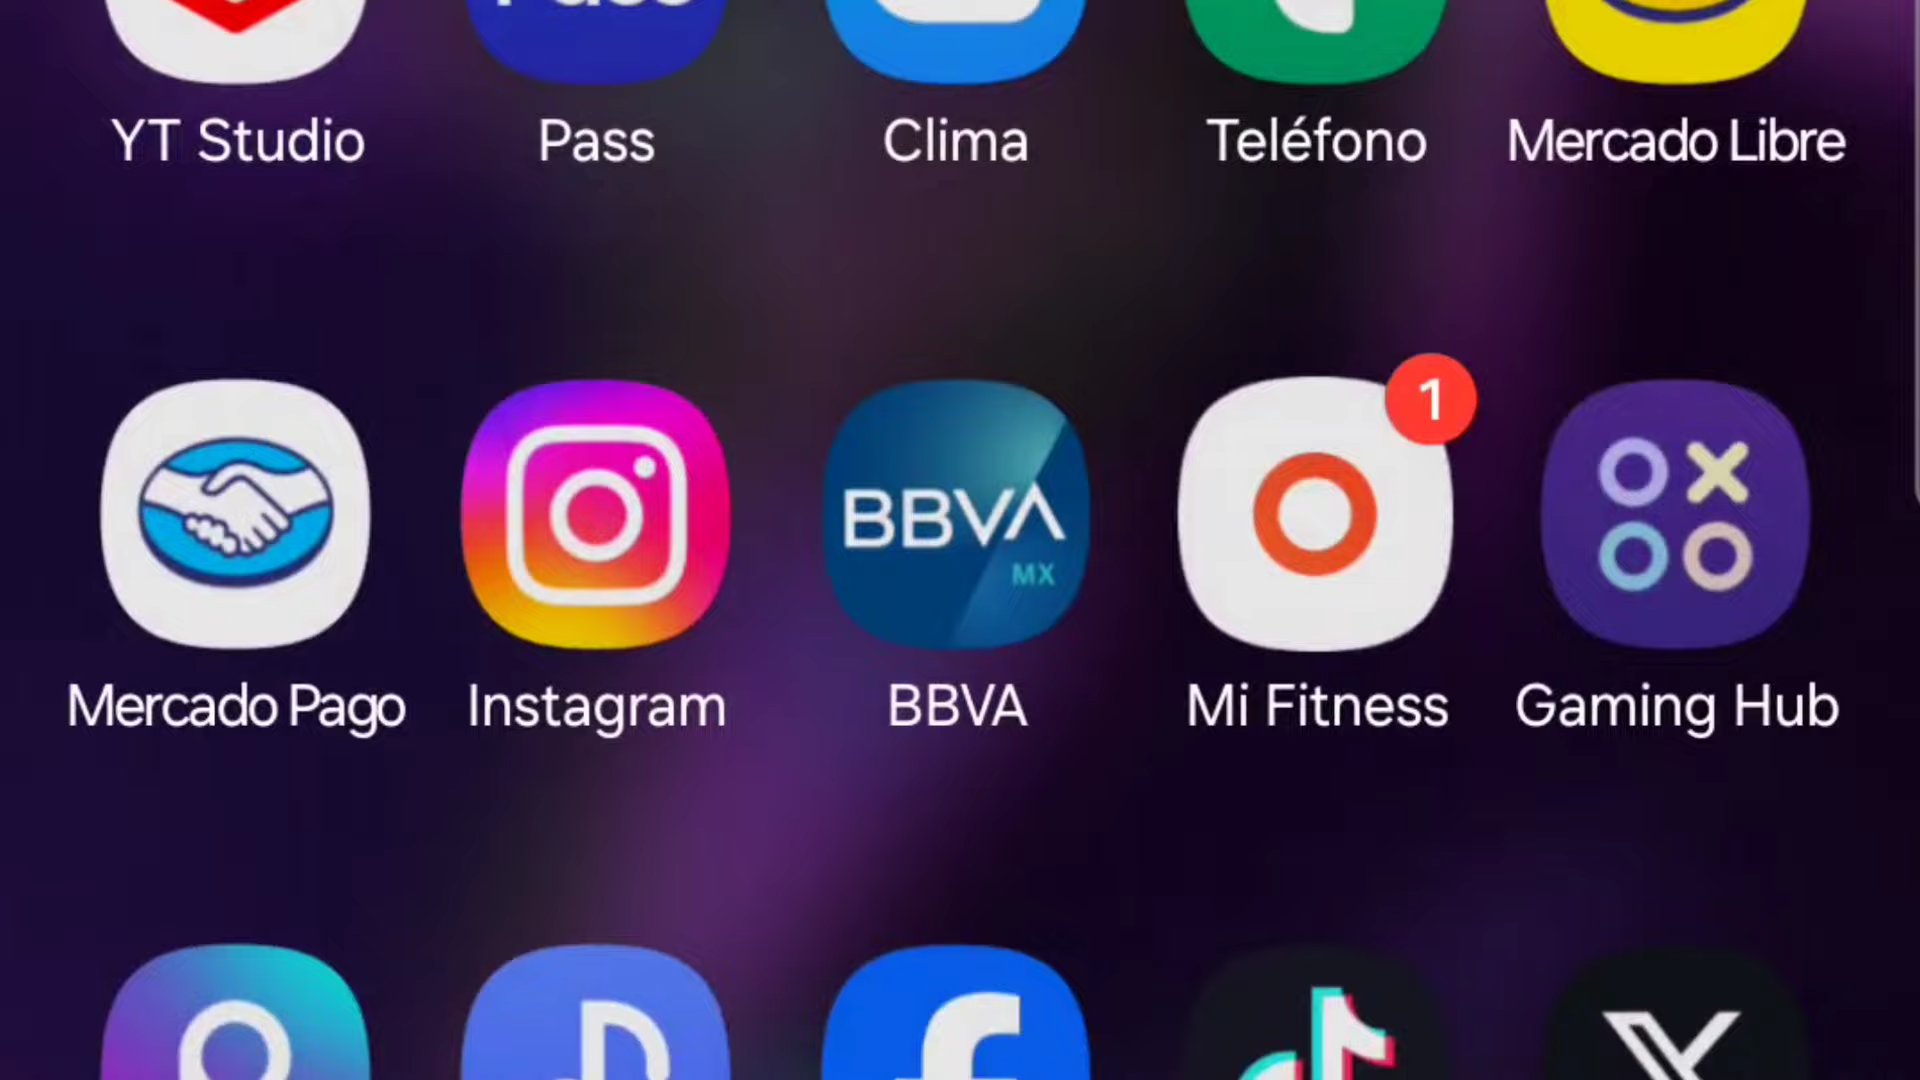 YT Studio
Pass
Clima
Teléfono
Mercado Libre
1
BBVA
MX
Mercado Pago
Instagram
BBVA
Mi Fitness
Gaming Hub